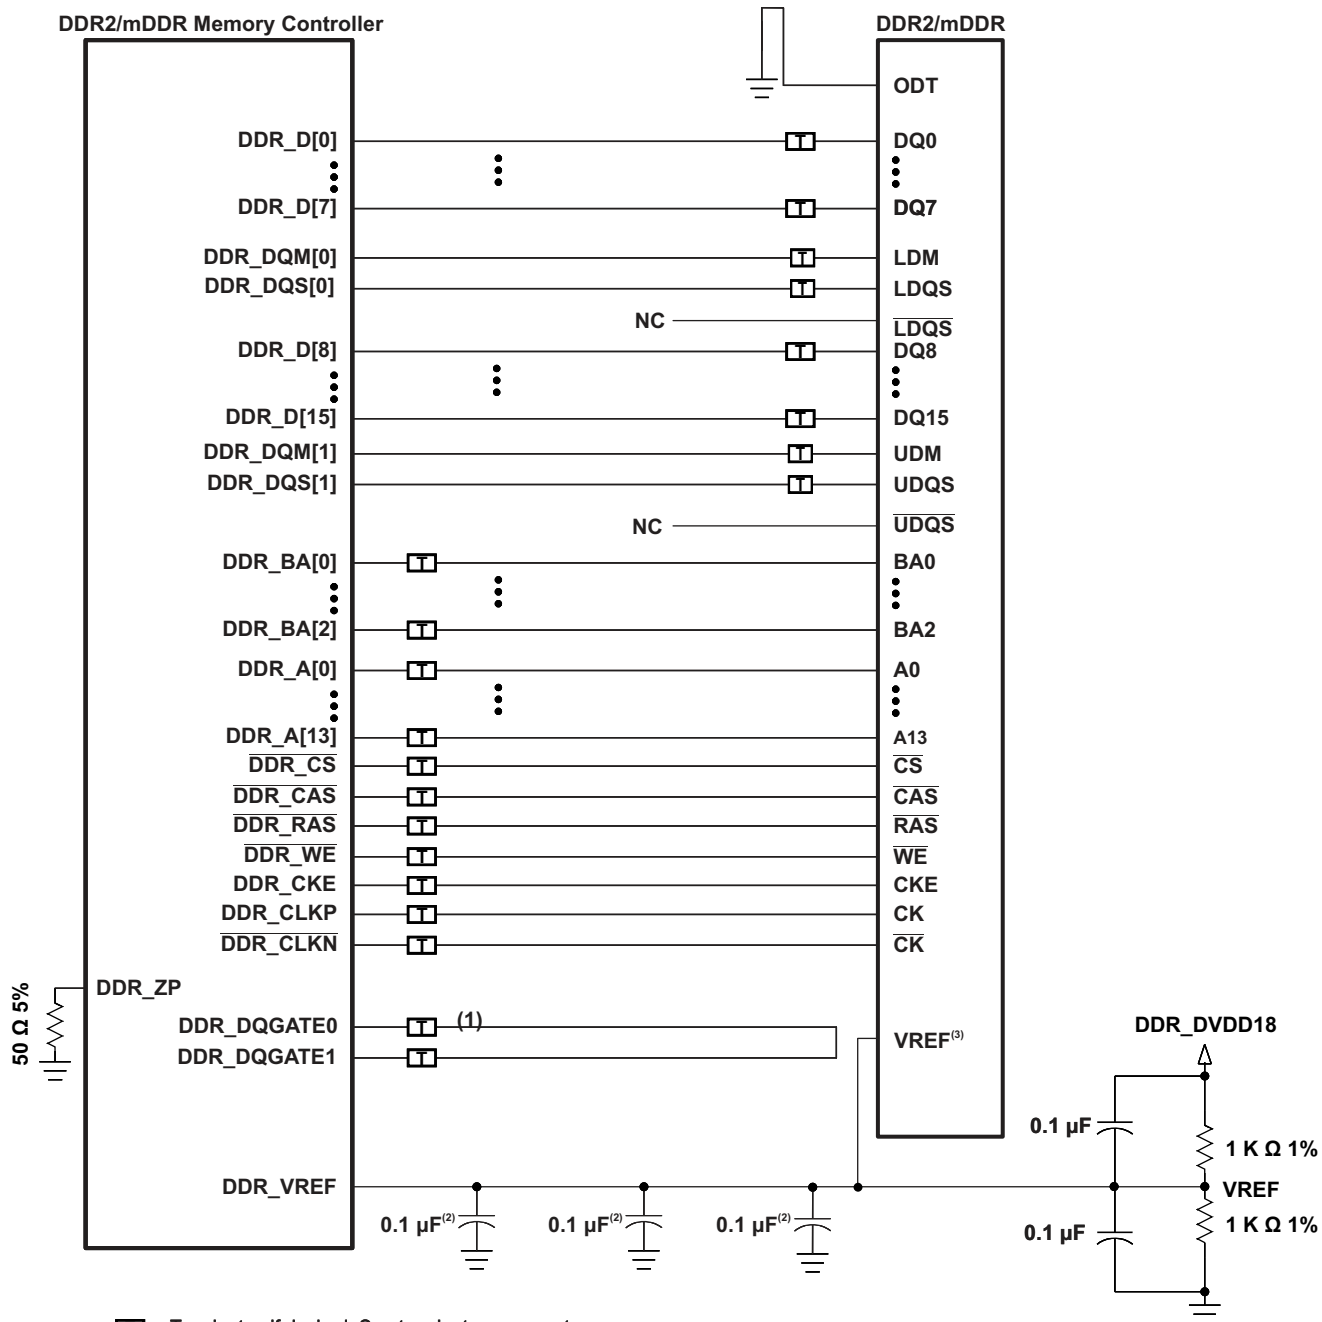 DDR2/mDDR Memory Controller
DDR2/mDDR
ODT
DDR_D[0]
DQ0
DDR_D[7]
DQ7
DDR_DQM[0]
LDM
DDR_DQS[0]
LDQS
NC
LDQS
DDR_D[8]
DQ8
DDR_D[15]
DQ15
DDR_DQM[1]
UDM
DDR_DQS[1]
UDQS
NC
UDQS
DDR_BA[0]
BA0
DDR_BA[2]
BA2
DDR_A[0]
A0
DDR_A[13]
A13
DDR_CS
CS
DDR_CAS
CAS
DDR_RAS
RAS
DDR_WE
WE
DDR_CKE
CKE
DDR_CLKP
CK
DDR_CLKN
CK
50 Ω 5%
DDR_ZP
DDR_DQGATE0
(1)
DDR_DQGATE1
VREF(3)
DDR_DVDD18
0.1 µF
1 K Ω 1%
DDR_VREF
VREF
0.1 µF(2)
0.1 µF(2)
0.1 µF(2)
0.1 µF
1 K Ω 1%
T T T T T T T T
T T T T T T T T T T T T T